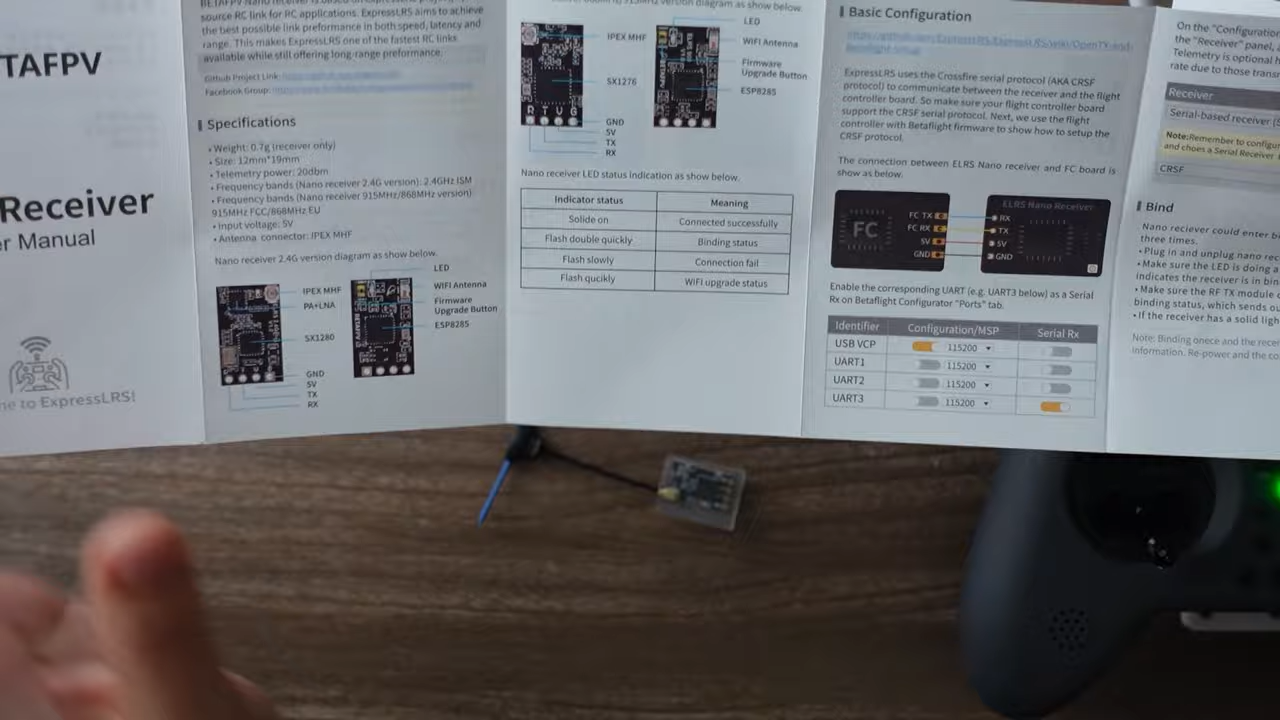 TAFPV
Receiver
er Manual
ne to ExpressLRS!
source RC link for RC applications. ExpressLRS aims to achieve
the best possible link preformance in both speed, latency and
range. This makes ExpressLRS one of the fastest RC links
available while still offering long-range preformance.
Github Project Link:
Facebook Group:
Specifications
• Weight: 0.7g (receiver only)
• Size: 12mm*19mm
• Telemetry power: 20dbm
• Frequency bands (Nano receiver 2.4G version): 2.4GHz ISM
• Frequency bands (Nano receiver 915MHz/868MHz version)
915MHz FCC/868MHz EU
• Input voltage: 5V
• Antenna connector: IPEX MHF
Nano receiver 2.4G version diagram as show below.
IPEX MHF
PA+LNA
SX1280
GND
5V
TX
RX
LED
WIFI Antenna
Firmware
Upgrade Button
ESP8285
915MHz version diagram as show below.
IPEX MHF
SX1276
R T V G
GND
5V
TX
RX
LED
WIFI Antenna
Firmware
Upgrade Button
ESP8285
Nano receiver LED status indication as show below.
Indicator status Meaning
Solide on Connected successfully
Flash double quickly Binding status
Flash slowly Connection fail
Flash qucikly WIFI upgrade status
Basic Configuration
ExpressLRS uses the Crossfire serial protocol (AKA CRSF
protocol) to communicate between the receiver and the flight
controller board. So make sure your flight controller board
support the CRSF serial protocol. Next, we use the flight
controller with Betaflight firmware to show how to setup the
CRSF protocol.
The connection between ELRS Nano receiver and FC board is
show as below.
FC
FC TX
FC RX
5V
GND
ELRS Nano Receiver
RX
TX
5V
GND
Enable the corresponding UART (e.g. UART3 below) as a Serial
Rx on Betaflight Configurator "Ports" tab.
Identifier Configuration/MSP Serial Rx
USB VCP 115200
UART1 115200
UART2 115200
UART3 115200
On the "Configuration
the "Receiver" panel,
Telemetry is optional h
rate due to those trans
Receiver
Serial-based receiver (S
Note:Remember to configur
and choes a Serial Receiver
CRSF
Bind
Nano reciever could enter bi
three times.
• Plug in and unplug nano rec
• Make sure the LED is doing a
indicates the receiver is in bin
• Make sure the RF TX module
binding status, which sends ou
• If the receiver has a solid ligh
Note: Binding onece and the recei
information. Re-power and the co